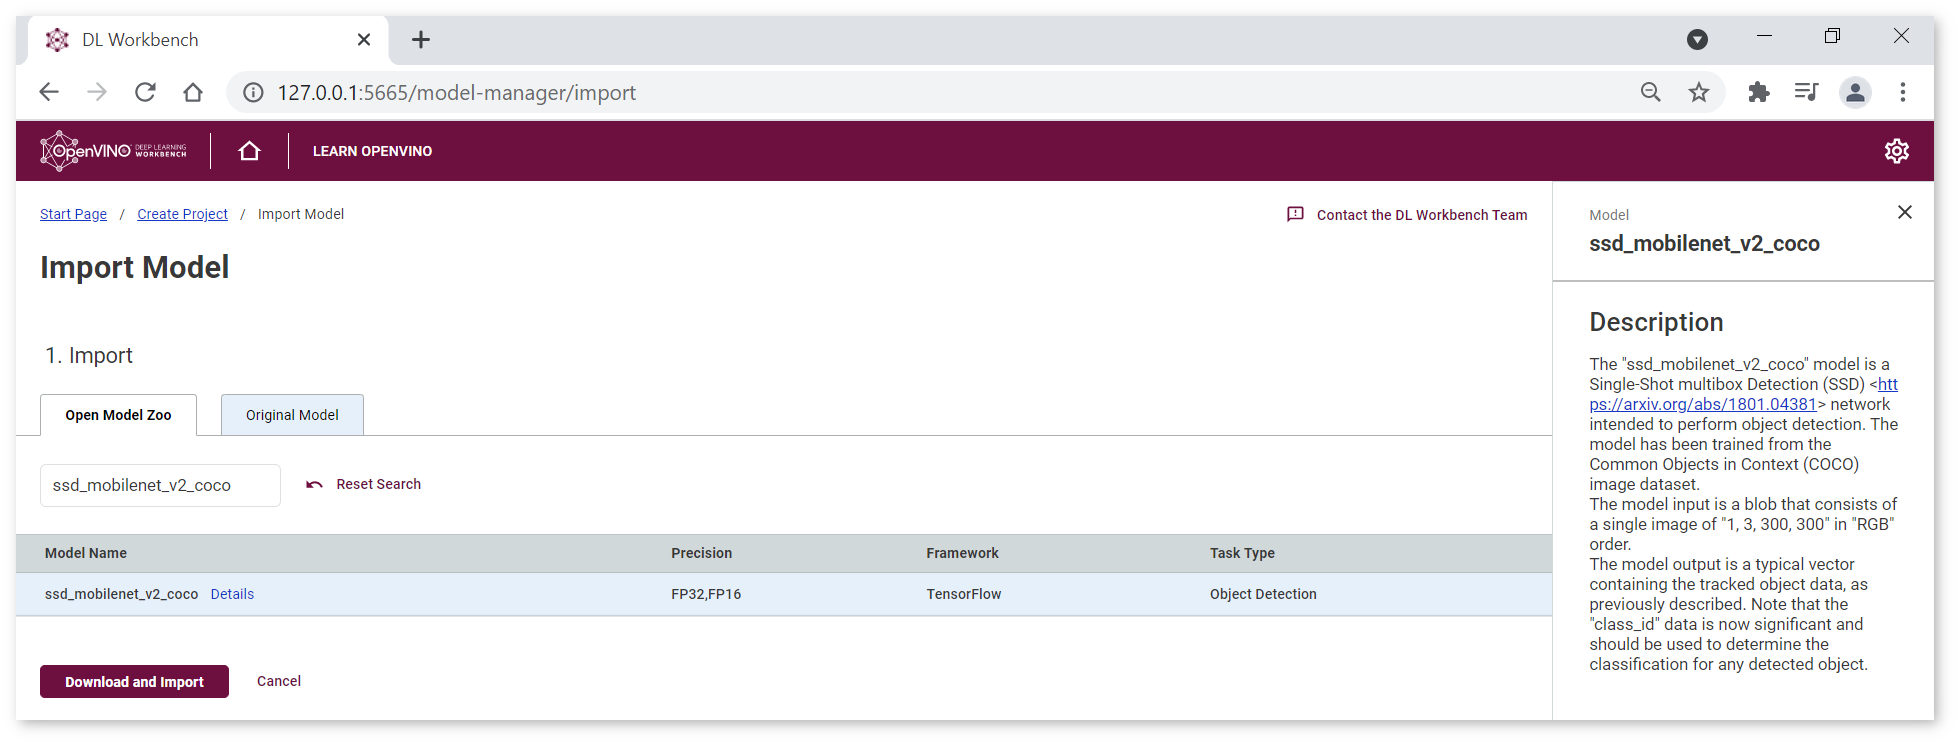 DL Workbench
127.0.0.1:5665/model-manager/import
OpenVINO DEEP LEARNING WORKBENCH
LEARN OPENVINO
Start Page / Create Project / Import Model
Contact the DL Workbench Team
Import Model
1. Import
Open Model Zoo
Original Model
ssd_mobilenet_v2_coco
Reset Search
Model Name Precision Framework Task Type
ssd_mobilenet_v2_coco Details FP32,FP16 TensorFlow Object Detection
Download and Import
Cancel
Model
ssd_mobilenet_v2_coco
Description
The "ssd_mobilenet_v2_coco" model is a
Single-Shot multibox Detection (SSD) <htt
ps://arxiv.org/abs/1801.04381> network
intended to perform object detection. The
model has been trained from the
Common Objects in Context (COCO)
image dataset.
The model input is a blob that consists of
a single image of "1, 3, 300, 300" in "RGB"
order.
The model output is a typical vector
containing the tracked object data, as
previously described. Note that the
"class_id" data is now significant and
should be used to determine the
classification for any detected object.